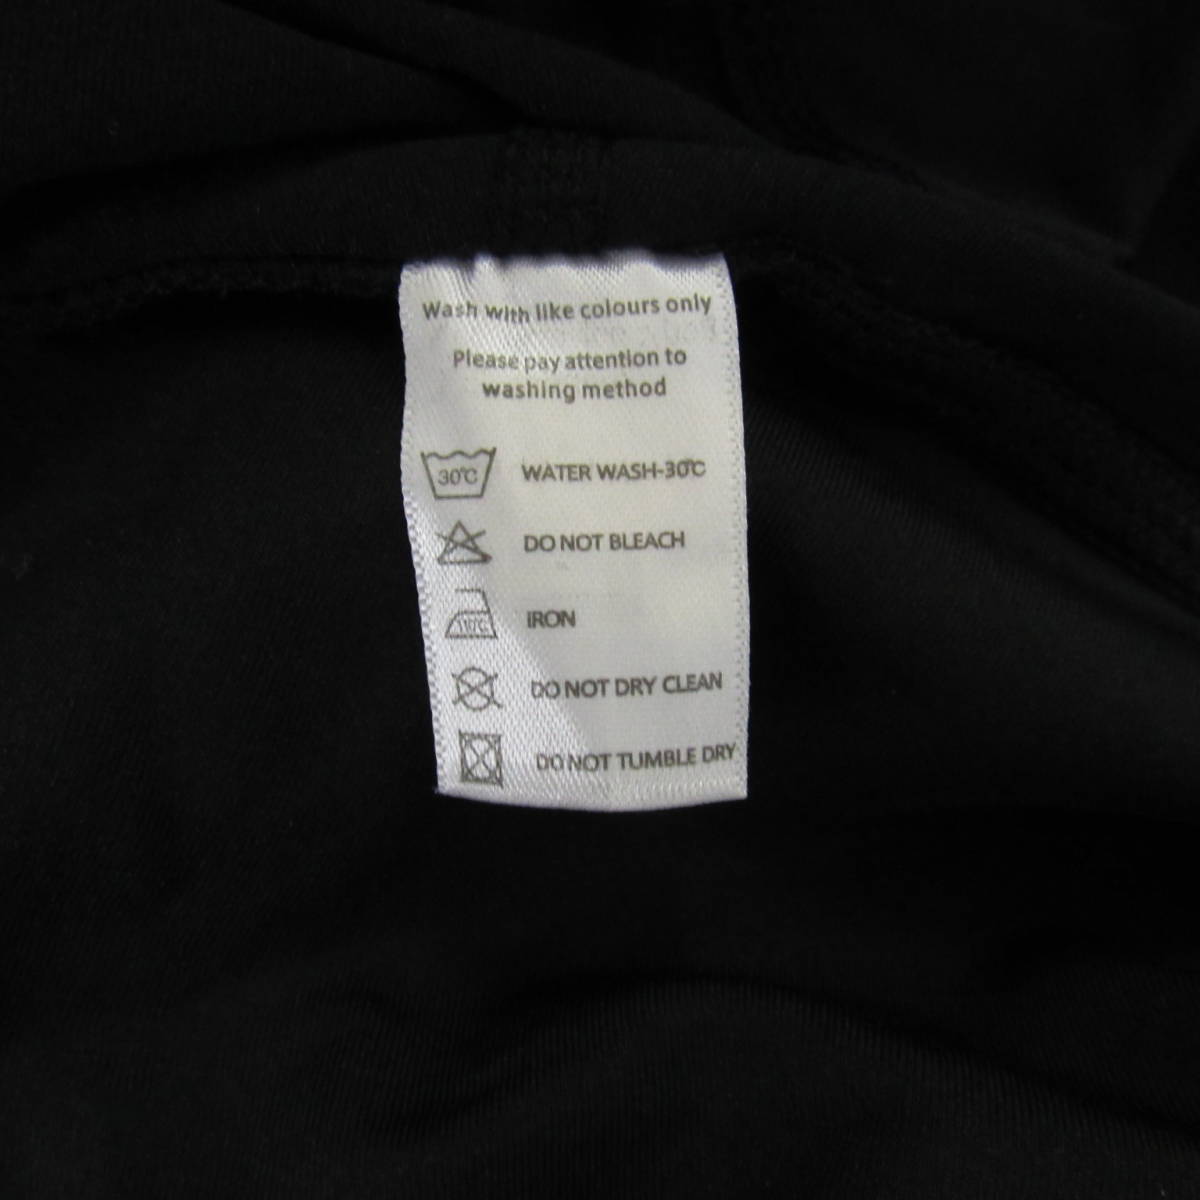 Wash with like colours only
Please pay attention to
washing method
30℃ WATER WASH-30℃
DO NOT BLEACH
110℃ IRON
DO NOT DRY CLEAN
DO NOT TUMBLE DRY